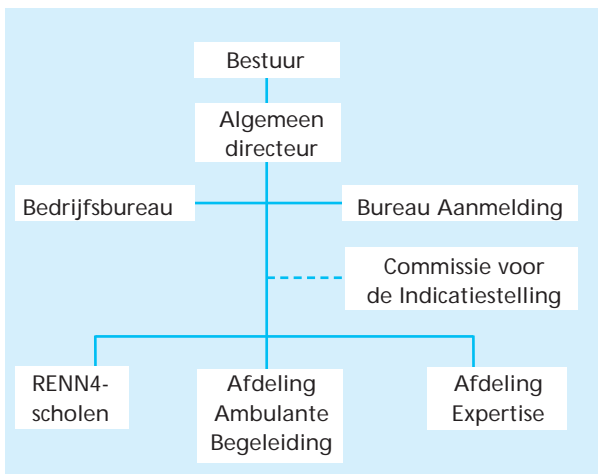 Bestuur
Algemeen
directeur
Bedrijfsbureau
Bureau Aanmelding
Commissie voor
de Indicatiestelling
RENN4-
scholen
Afdeling
Ambulante
Begeleiding
Afdeling
Expertise